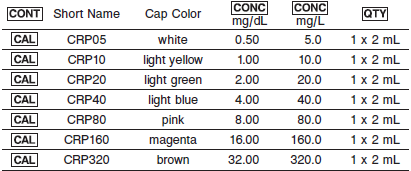 CONT Short Name Cap Color CONC mg/dL CONC mg/L QTY
CAL CRP05 white 0.50 5.0 1 x 2 mL
CAL CRP10 light yellow 1.00 10.0 1 x 2 mL
CAL CRP20 light green 2.00 20.0 1 x 2 mL
CAL CRP40 light blue 4.00 40.0 1 x 2 mL
CAL CRP80 pink 8.00 80.0 1 x 2 mL
CAL CRP160 magenta 16.00 160.0 1 x 2 mL
CAL CRP320 brown 32.00 320.0 1 x 2 mL